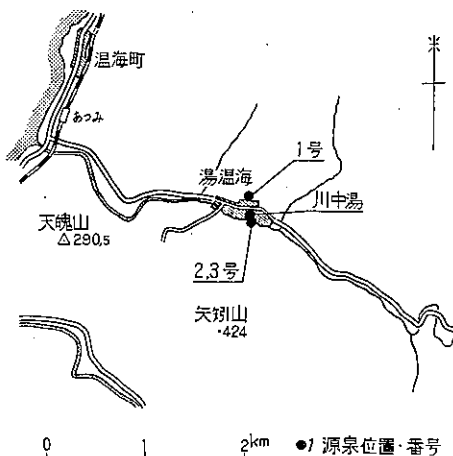 温海町
あつみ
1号
湯温海
川中湯
天魄山
△290,5
2,3号
矢矧山
・424
0 1 2km ●1 源泉位置・番号